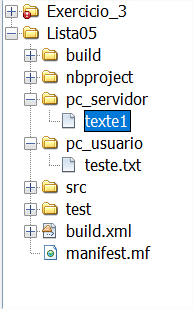 Exercicio_3
Lista05
build
nbproject
pc_servidor
texte1
pc_usuario
teste.txt
src
test
build.xml
manifest.mf